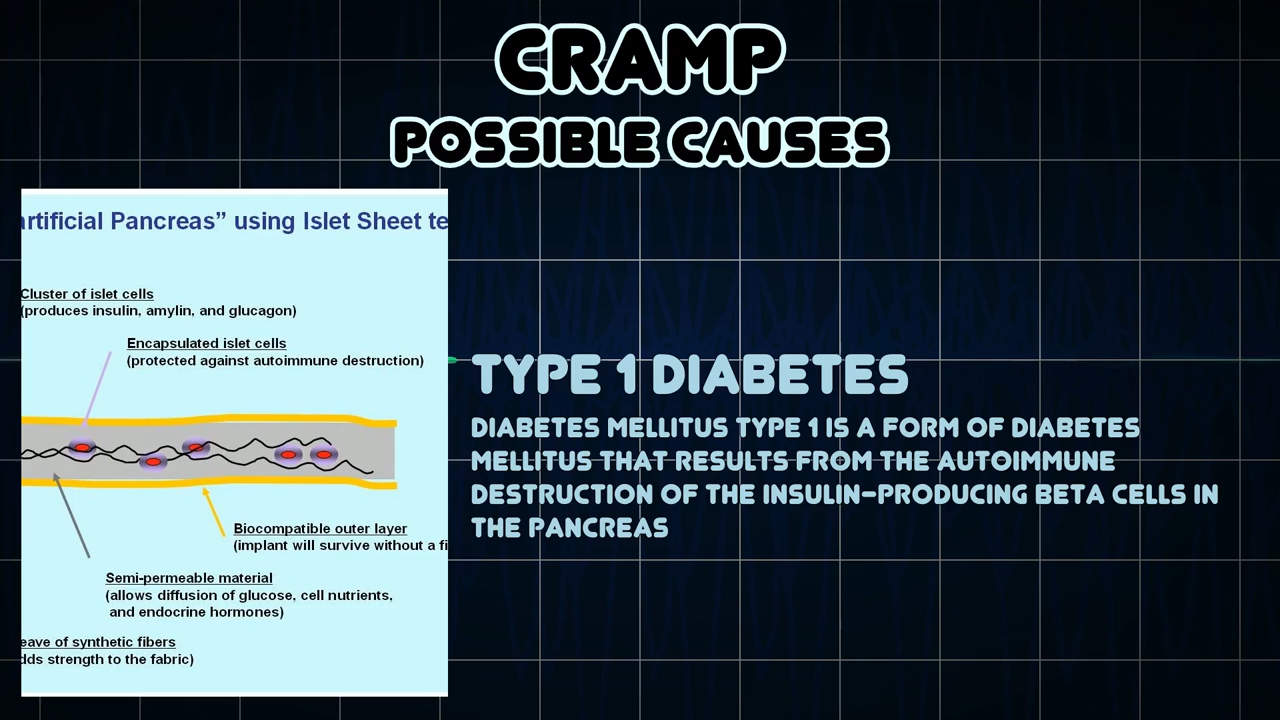 CRAMP
POSSIBLE CAUSES
artificial Pancreas” using Islet Sheet te
Cluster of islet cells
(produces insulin, amylin, and glucagon)
Encapsulated islet cells
(protected against autoimmune destruction)
Biocompatible outer layer
(implant will survive without a fi
Semi-permeable material
(allows diffusion of glucose, cell nutrients,
and endocrine hormones)
eave of synthetic fibers
dds strength to the fabric)
TYPE 1 DIABETES
DIABETES MELLITUS TYPE 1 IS A FORM OF DIABETES
MELLITUS THAT RESULTS FROM THE AUTOIMMUNE
DESTRUCTION OF THE INSULIN-PRODUCING BETA CELLS IN
THE PANCREAS